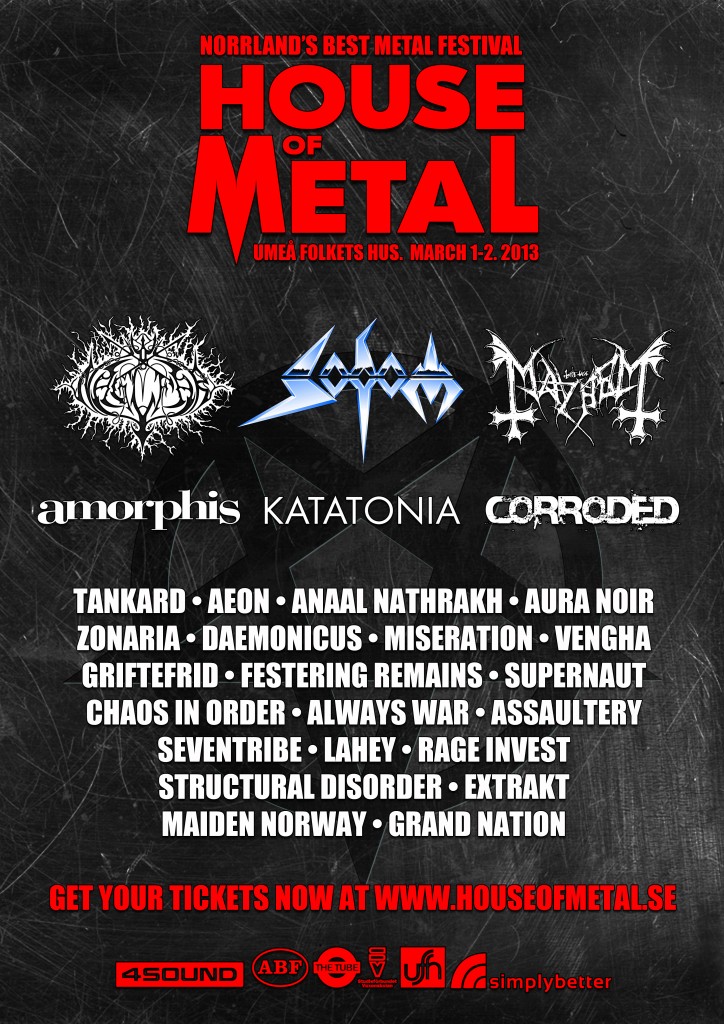 NORRLAND'S BEST METAL FESTIVAL
HOUSE
OF
METAL
UMEÅ FOLKETS HUS. MARCH 1-2. 2013
SODOM
MAYHEM
amorphis KATATONIA CORRODED
TANKARD • AEON • ANAAL NATHRAKH • AURA NOIR
ZONARIA • DAEMONICUS • MISERATION • VENGHA
GRIFTEFRID • FESTERING REMAINS • SUPERNAUT
CHAOS IN ORDER • ALWAYS WAR • ASSAULTERY
SEVENTRIBE • LAHEY • RAGE INVEST
STRUCTURAL DISORDER • EXTRAKT
MAIDEN NORWAY • GRAND NATION
GET YOUR TICKETS NOW AT WWW.HOUSEOFMETAL.SE
4SOUND ABF THE TUBE ufh simplybetter